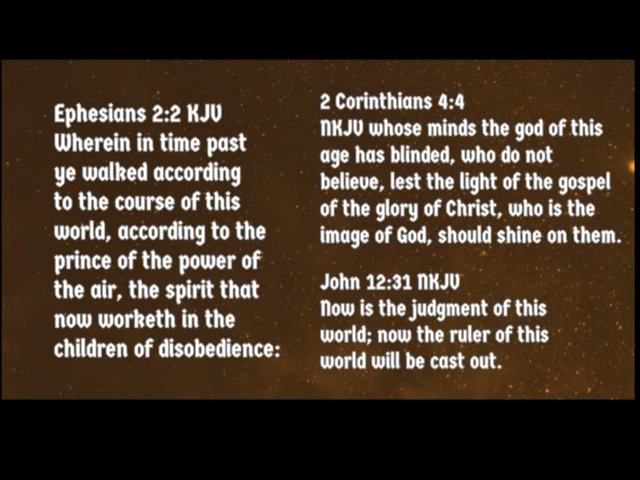 Ephesians 2:2 KJV
Wherein in time past
ye walked according
to the course of this
world, according to the
prince of the power of
the air, the spirit that
now worketh in the
children of disobedience:
2 Corinthians 4:4
NKJV whose minds the god of this
age has blinded, who do not
believe, lest the light of the gospel
of the glory of Christ, who is the
image of God, should shine on them.
John 12:31 NKJV
Now is the judgment of this
world; now the ruler of this
world will be cast out.